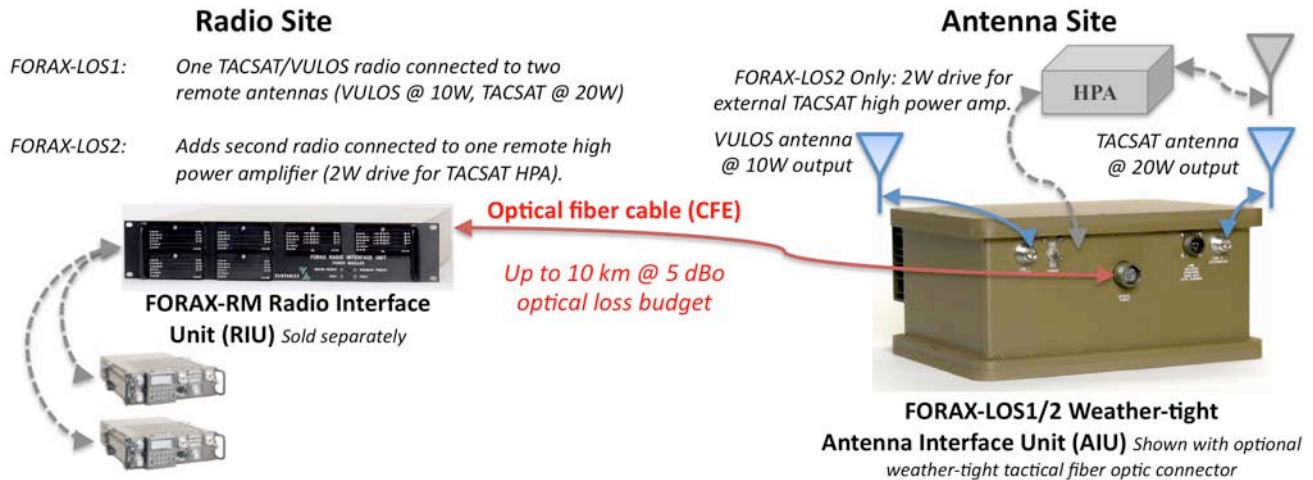 Radio Site
FORAX-LOS1: One TACSAT/VULOS radio connected to two
remote antennas (VULOS @ 10W, TACSAT @ 20W)
FORAX-LOS2: Adds second radio connected to one remote high
power amplifier (2W drive for TACSAT HPA).
Antenna Site
FORAX-LOS2 Only: 2W drive for
external TACSAT high power amp.
HPA
VULOS antenna
@ 10W output
TACSAT antenna
@ 20W output
Optical fiber cable (CFE)
Up to 10 km @ 5 dBo
optical loss budget
FORAX RADIO INTERFACE UNIT
FORAX-RM Radio Interface
Unit (RIU) Sold separately
FORAX-LOS1/2 Weather-tight
Antenna Interface Unit (AIU) Shown with optional
weather-tight tactical fiber optic connector